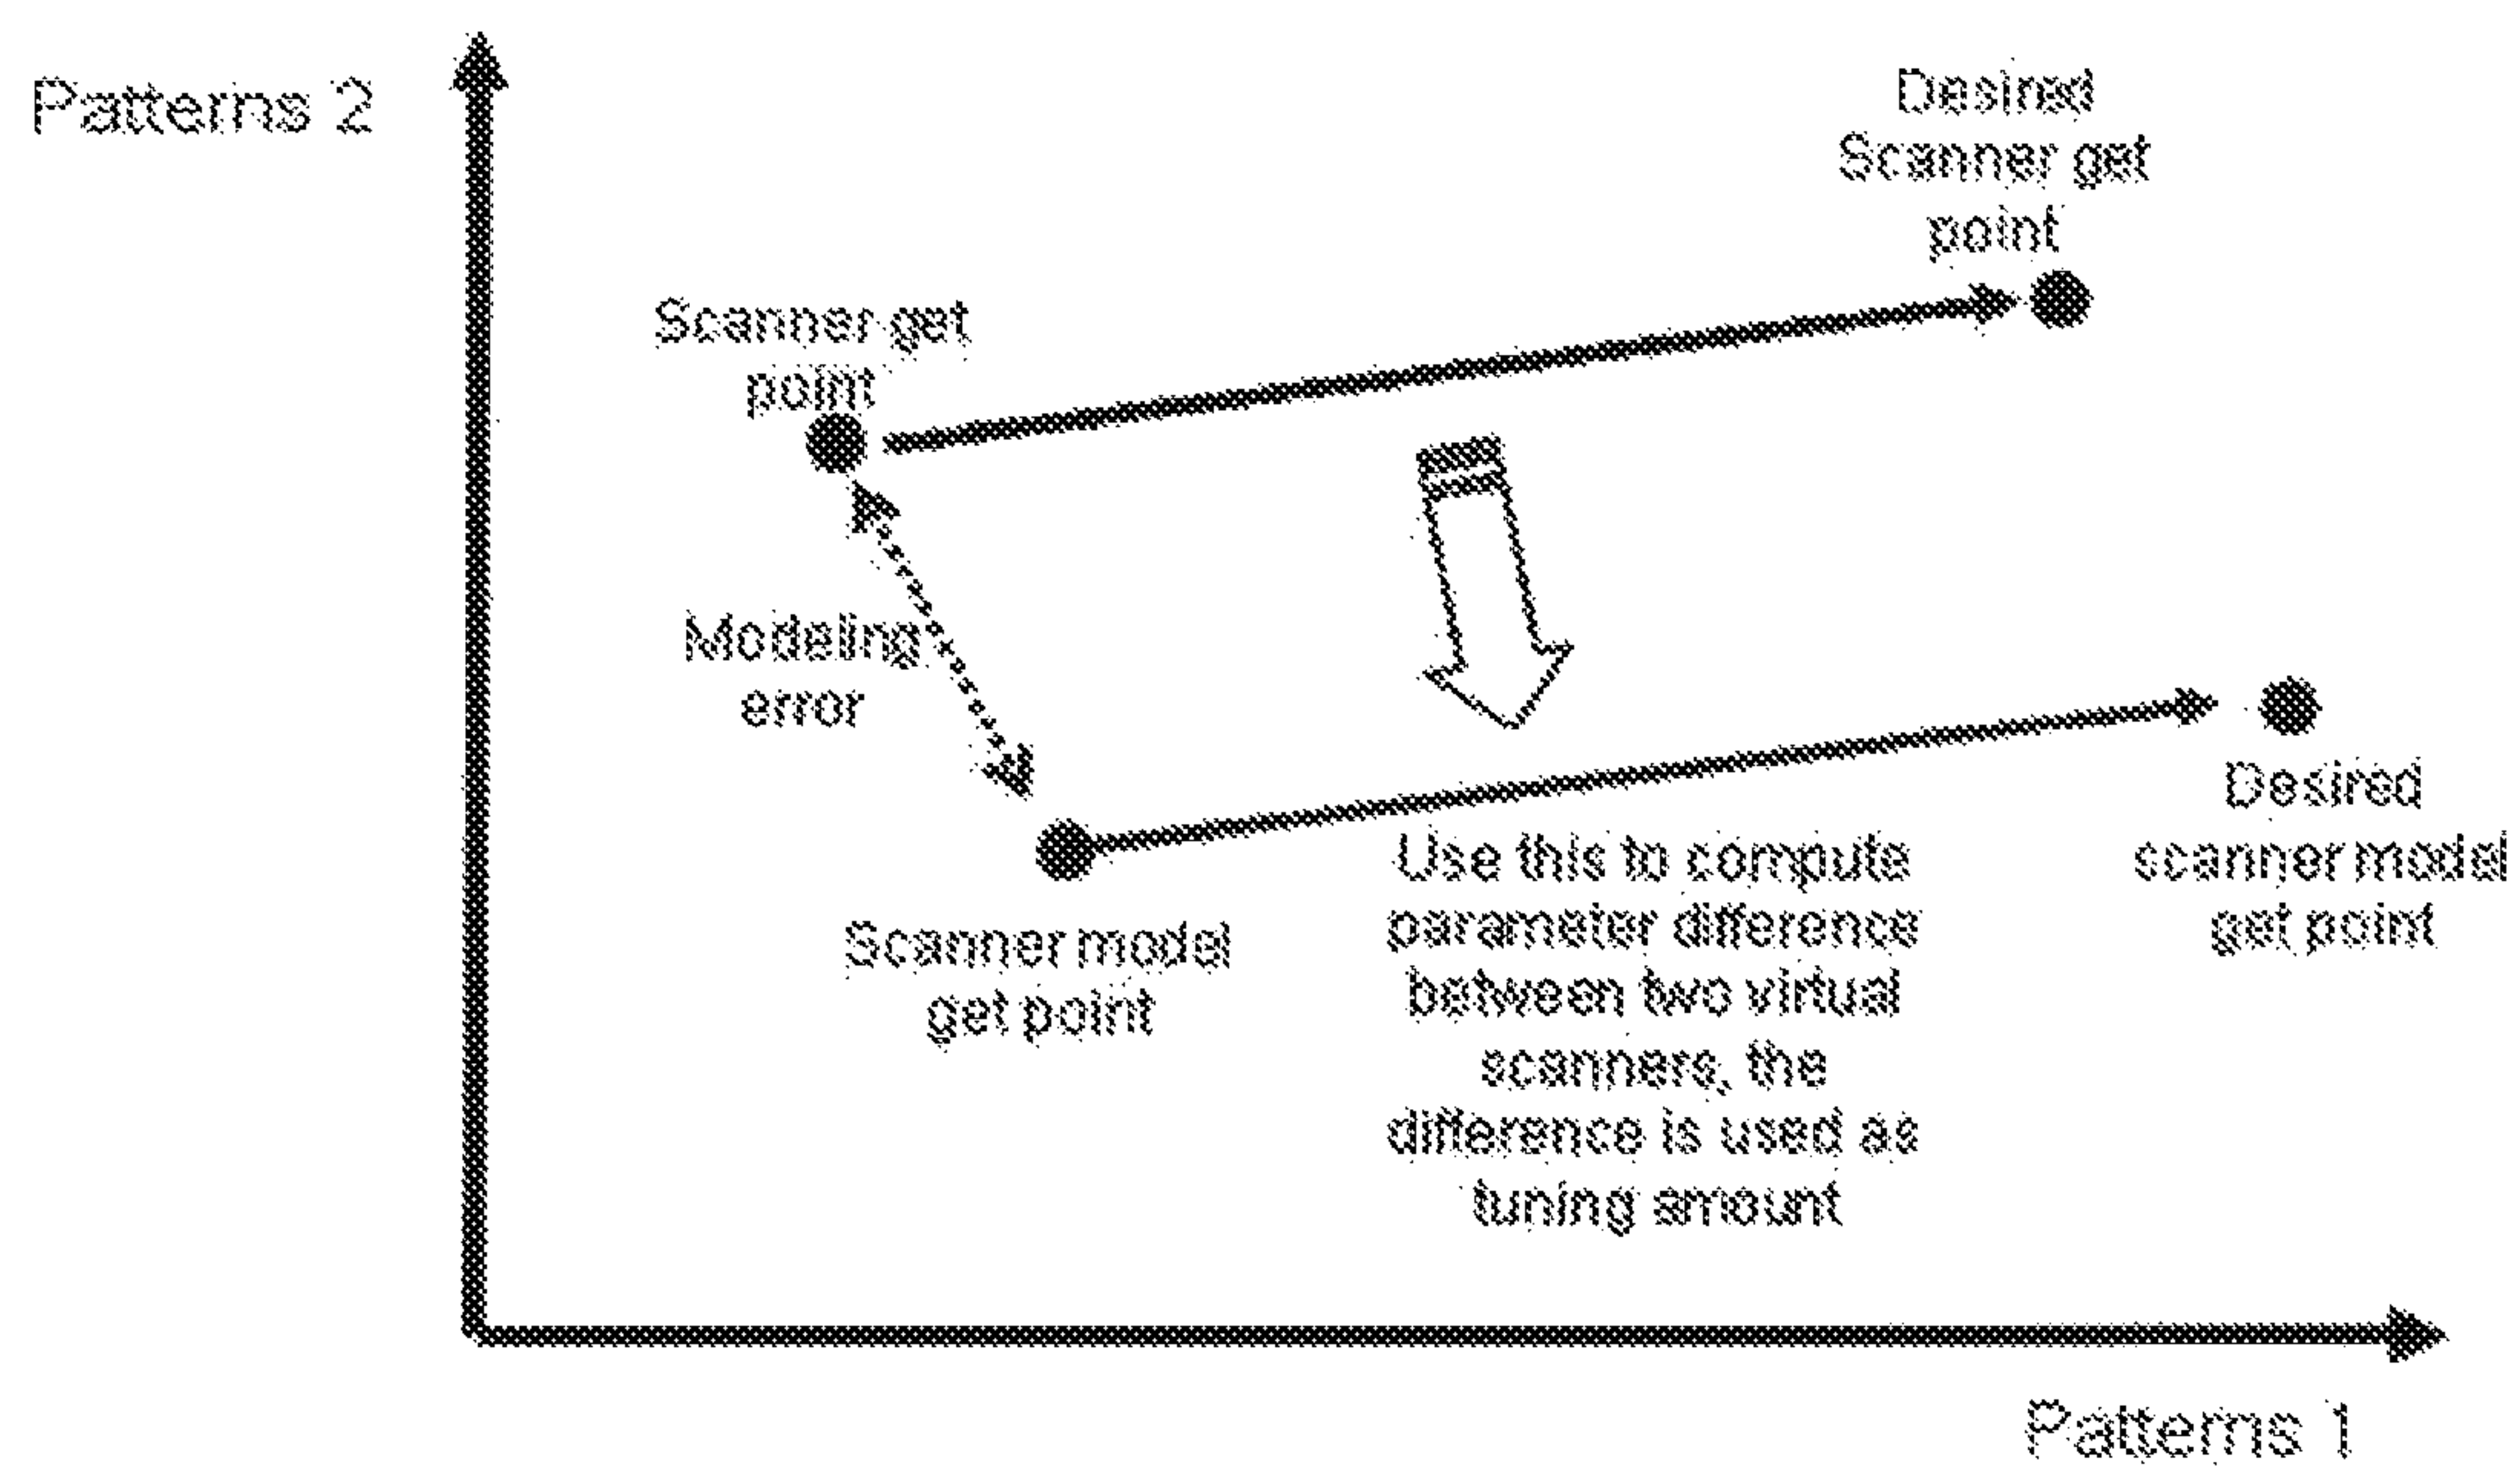 Patterns 2
Desired
Scanner get
point
Scanner get
point
Modeling
error
Desired
scanner model
get point
Scanner model
get point
Use this to compute
parameter difference
between two virtual
scanners, the
difference is used as
tuning amount
Patterns 1